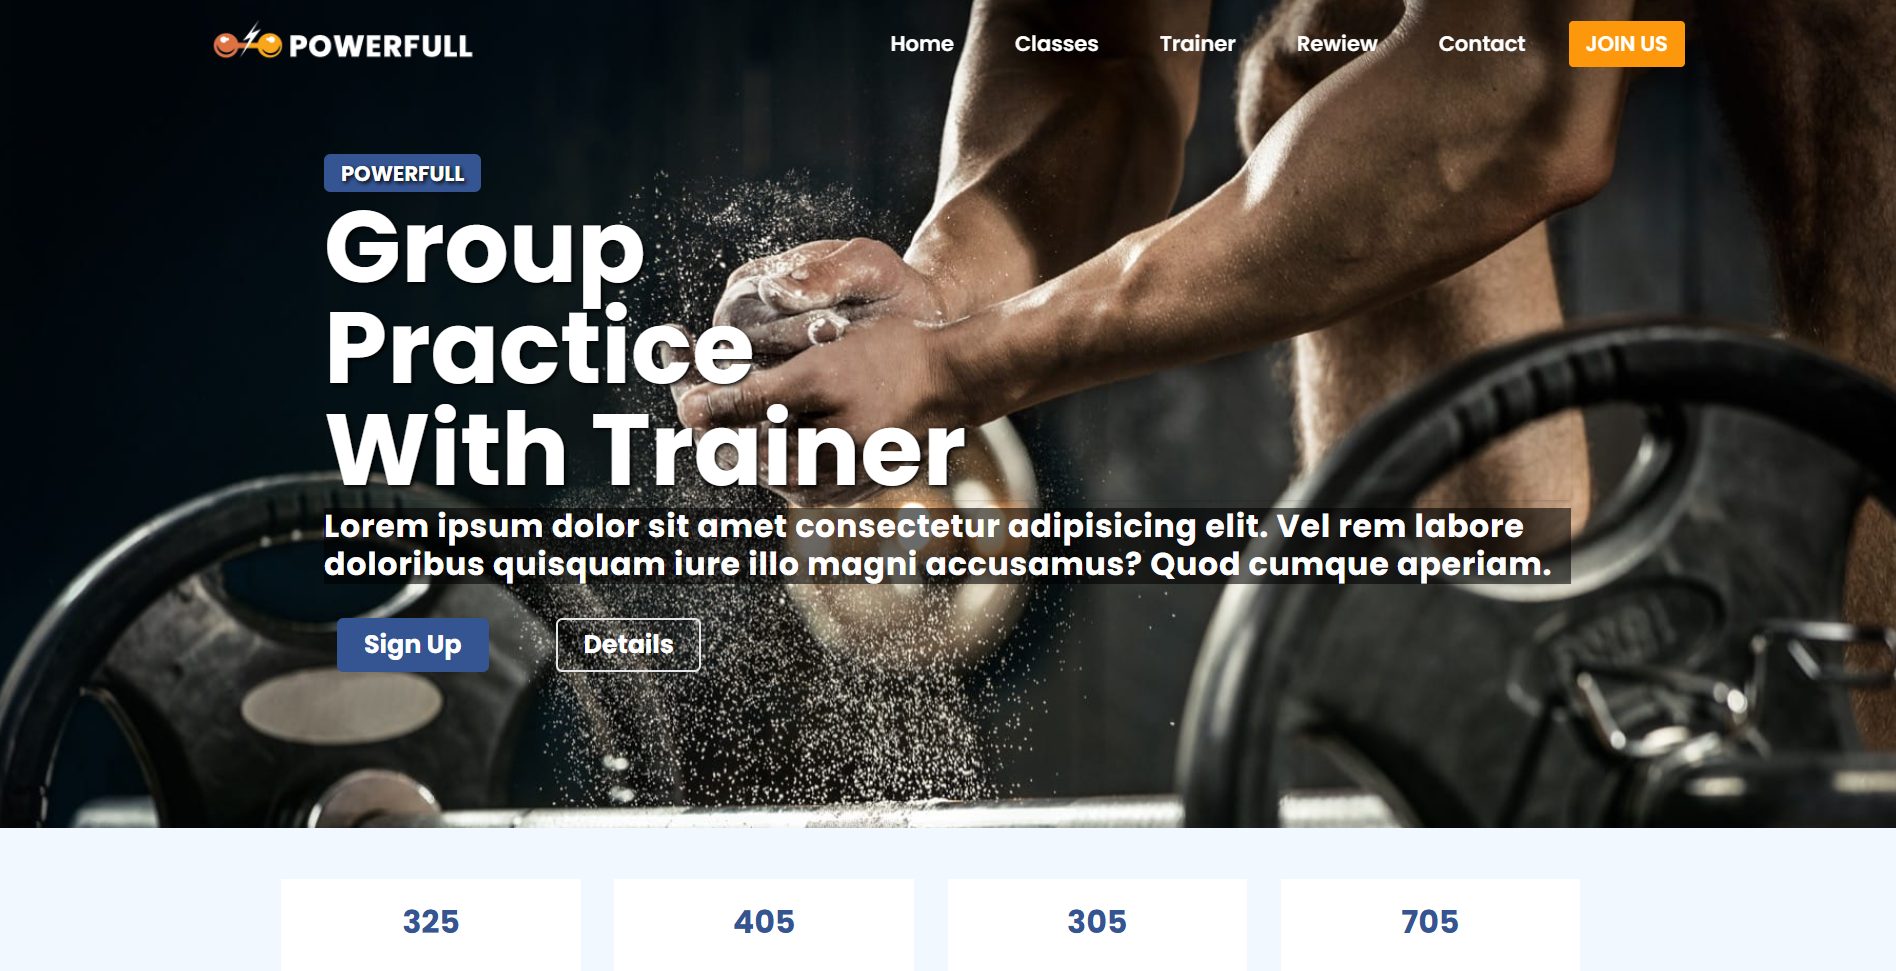 POWERFULL
Home
Classes
Trainer
Rewiew
Contact
JOIN US
POWERFULL
Group
Practice
With Trainer
Lorem ipsum dolor sit amet consectetur adipisicing elit. Vel rem labore
doloribus quisquam iure illo magni accusamus? Quod cumque aperiam.
Sign Up
Details
325
405
305
705